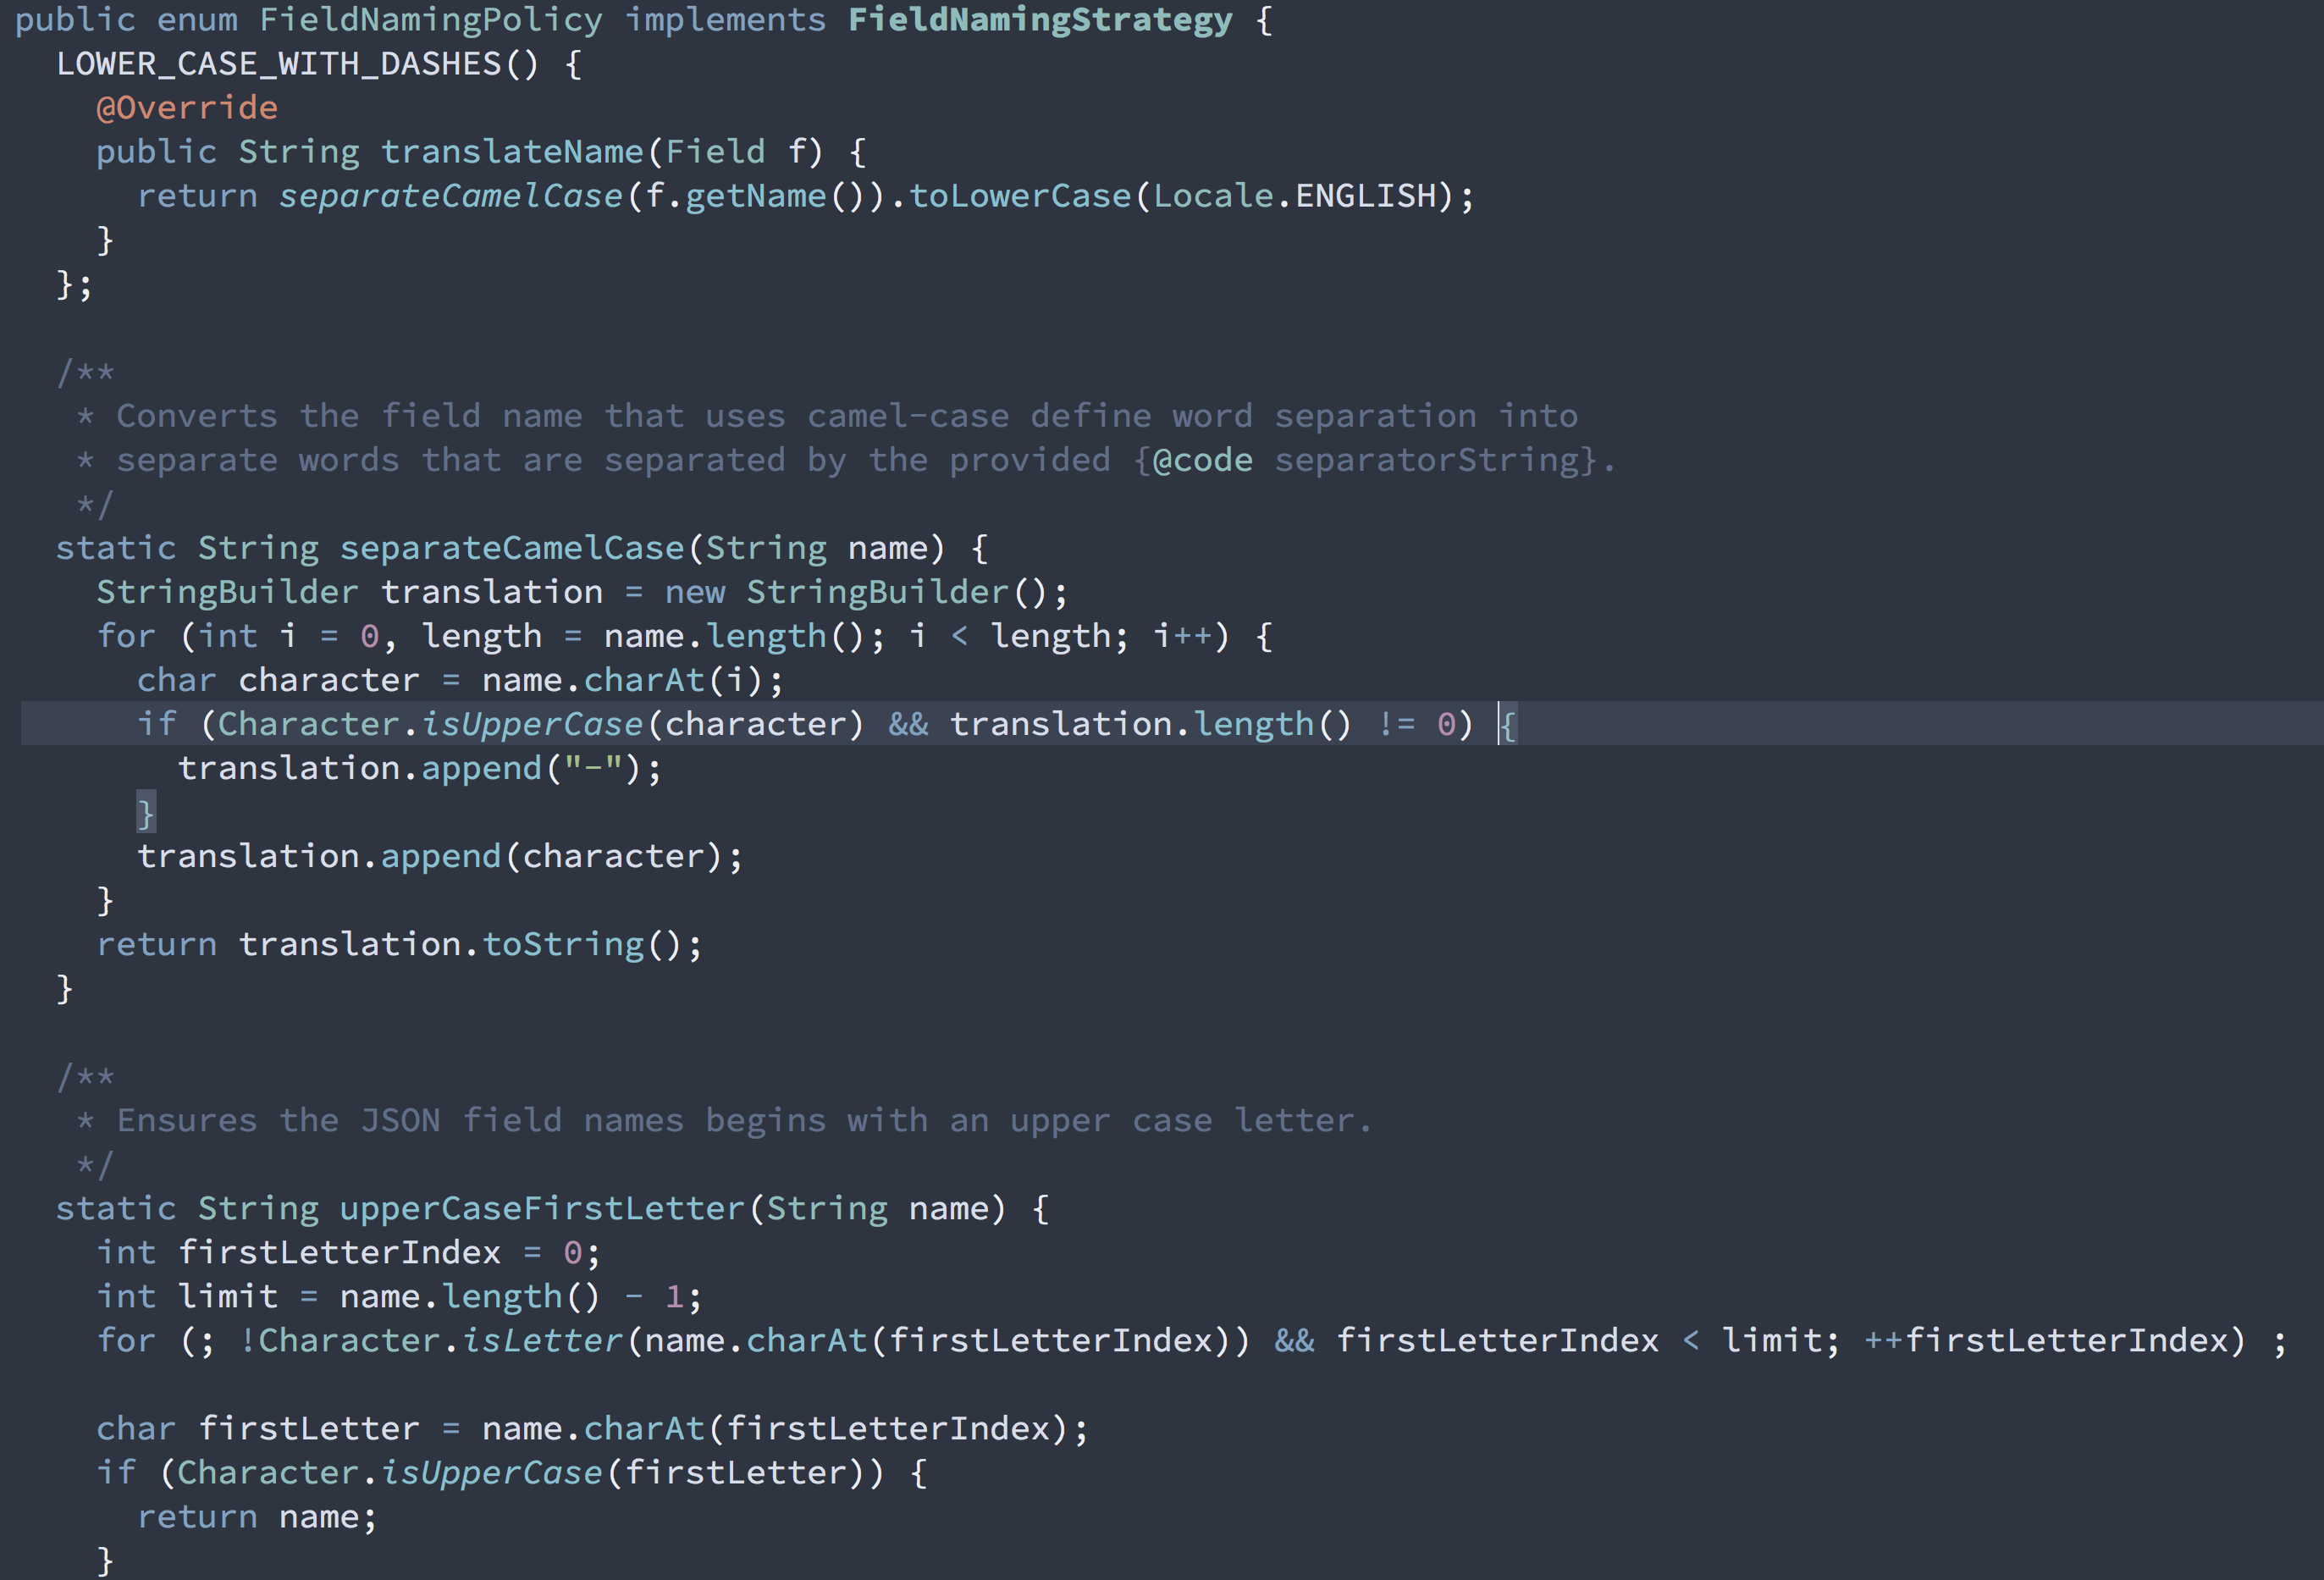 public enum FieldNamingPolicy implements FieldNamingStrategy {
  LOWER_CASE_WITH_DASHES() {
    @Override
    public String translateName(Field f) {
      return separateCamelCase(f.getName()).toLowerCase(Locale.ENGLISH);
    }
  };

  /**
   * Converts the field name that uses camel-case define word separation into
   * separate words that are separated by the provided {@code separatorString}.
   */
  static String separateCamelCase(String name) {
    StringBuilder translation = new StringBuilder();
    for (int i = 0, length = name.length(); i < length; i++) {
      char character = name.charAt(i);
      if (Character.isUpperCase(character) && translation.length() != 0) {
        translation.append("-");
      }
      translation.append(character);
    }
    return translation.toString();
  }

  /**
   * Ensures the JSON field names begins with an upper case letter.
   */
  static String upperCaseFirstLetter(String name) {
    int firstLetterIndex = 0;
    int limit = name.length() - 1;
    for (; !Character.isLetter(name.charAt(firstLetterIndex)) && firstLetterIndex < limit; ++firstLetterIndex) ;

    char firstLetter = name.charAt(firstLetterIndex);
    if (Character.isUpperCase(firstLetter)) {
      return name;
    }